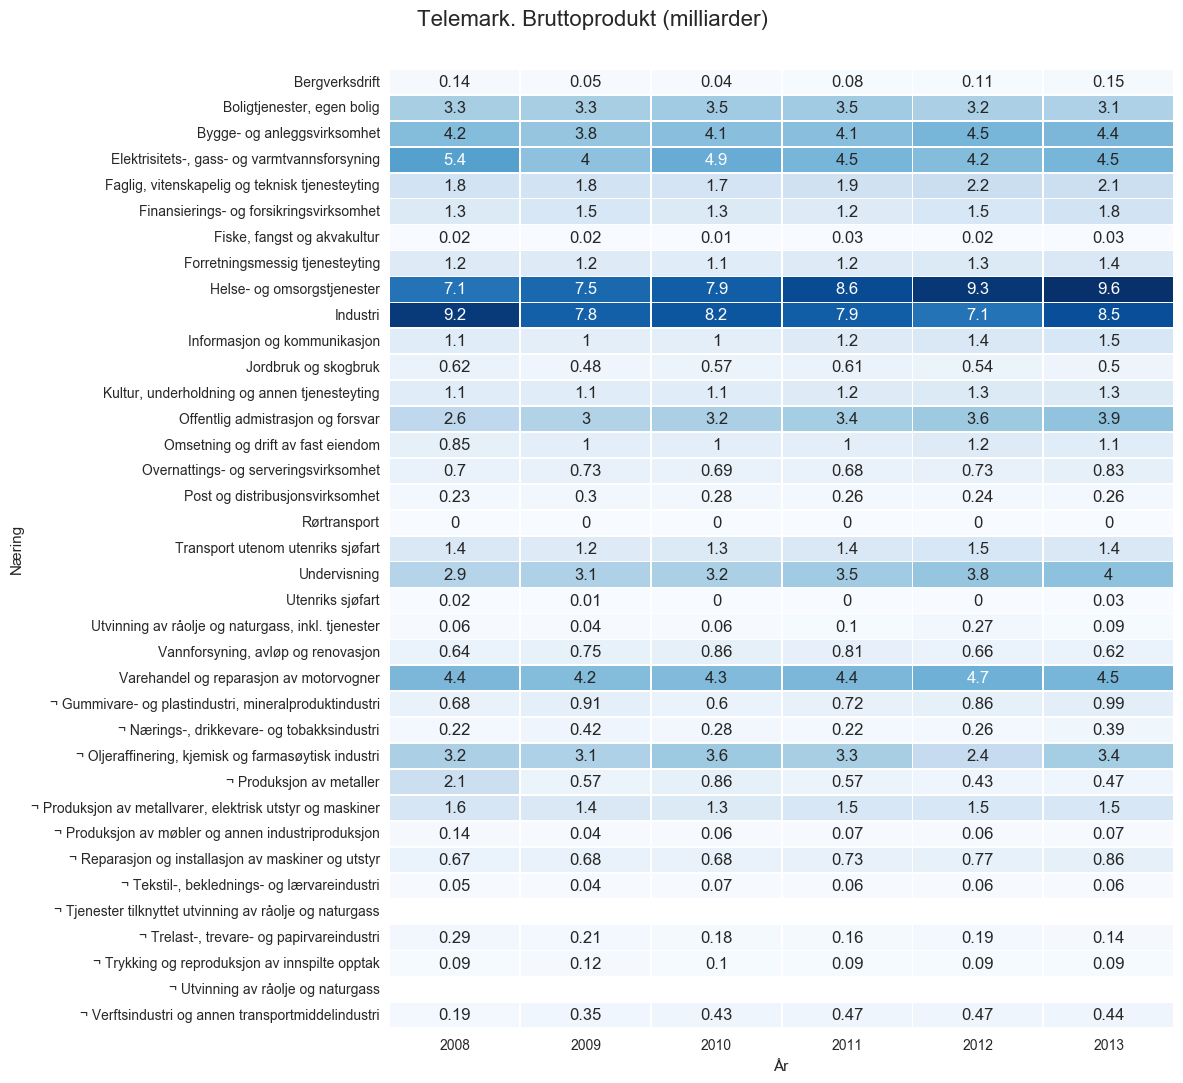 Telemark. Bruttoprodukt (milliarder)
Næring
Bergverksdrift 0.14 0.05 0.04 0.08 0.11 0.15
Boligtjenester, egen bolig 3.3 3.3 3.5 3.5 3.2 3.1
Bygge- og anleggsvirksomhet 4.2 3.8 4.1 4.1 4.5 4.4
Elektrisitets-, gass- og varmtvannsforsyning 5.4 4 4.9 4.5 4.2 4.5
Faglig, vitenskapelig og teknisk tjenesteyting 1.8 1.8 1.7 1.9 2.2 2.1
Finansierings- og forsikringsvirksomhet 1.3 1.5 1.3 1.2 1.5 1.8
Fiske, fangst og akvakultur 0.02 0.02 0.01 0.03 0.02 0.03
Forretningsmessig tjenesteyting 1.2 1.2 1.1 1.2 1.3 1.4
Helse- og omsorgstjenester 7.1 7.5 7.9 8.6 9.3 9.6
Industri 9.2 7.8 8.2 7.9 7.1 8.5
Informasjon og kommunikasjon 1.1 1 1 1.2 1.4 1.5
Jordbruk og skogbruk 0.62 0.48 0.57 0.61 0.54 0.5
Kultur, underholdning og annen tjenesteyting 1.1 1.1 1.1 1.2 1.3 1.3
Offentlig admistrasjon og forsvar 2.6 3 3.2 3.4 3.6 3.9
Omsetning og drift av fast eiendom 0.85 1 1 1 1.2 1.1
Overnattings- og serveringsvirksomhet 0.7 0.73 0.69 0.68 0.73 0.83
Post og distribusjonsvirksomhet 0.23 0.3 0.28 0.26 0.24 0.26
Rørtransport 0 0 0 0 0 0
Transport utenom utenriks sjøfart 1.4 1.2 1.3 1.4 1.5 1.4
Undervisning 2.9 3.1 3.2 3.5 3.8 4
Utenriks sjøfart 0.02 0.01 0 0 0 0.03
Utvinning av råolje og naturgass, inkl. tjenester 0.06 0.04 0.06 0.1 0.27 0.09
Vannforsyning, avløp og renovasjon 0.64 0.75 0.86 0.81 0.66 0.62
Varehandel og reparasjon av motorvogner 4.4 4.2 4.3 4.4 4.7 4.5
¬ Gummivare- og plastindustri, mineralproduktindustri 0.68 0.91 0.6 0.72 0.86 0.99
¬ Nærings-, drikkevare- og tobakksindustri 0.22 0.42 0.28 0.22 0.26 0.39
¬ Oljeraffinering, kjemisk og farmasøytisk industri 3.2 3.1 3.6 3.3 2.4 3.4
¬ Produksjon av metaller 2.1 0.57 0.86 0.57 0.43 0.47
¬ Produksjon av metallvarer, elektrisk utstyr og maskiner 1.6 1.4 1.3 1.5 1.5 1.5
¬ Produksjon av møbler og annen industriproduksjon 0.14 0.04 0.06 0.07 0.06 0.07
¬ Reparasjon og installasjon av maskiner og utstyr 0.67 0.68 0.68 0.73 0.77 0.86
¬ Tekstil-, beklednings- og lærvareindustri 0.05 0.04 0.07 0.06 0.06 0.06
¬ Tjenester tilknyttet utvinning av råolje og naturgass
¬ Trelast-, trevare- og papirvareindustri 0.29 0.21 0.18 0.16 0.19 0.14
¬ Trykking og reproduksjon av innspilte opptak 0.09 0.12 0.1 0.09 0.09 0.09
¬ Utvinning av råolje og naturgass
¬ Verftsindustri og annen transportmiddelindustri 0.19 0.35 0.43 0.47 0.47 0.44
2008 2009 2010 2011 2012 2013
År